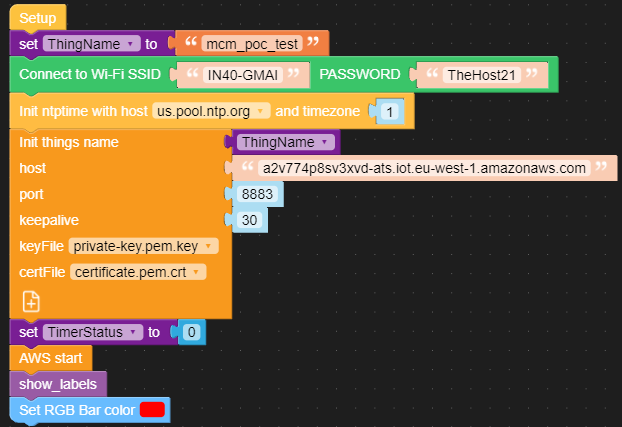 Setup
set ThingName to “ mcm_poc_test ”
Connect to Wi-Fi SSID “ IN40-GMAI ” PASSWORD “ TheHost21 ”
Init ntptime with host us.pool.ntp.org and timezone 1
Init things name ThingName
host “ a2v774p8sv3xvd-ats.iot.eu-west-1.amazonaws.com ”
port 8883
keepalive 30
keyFile private-key.pem.key
certFile certificate.pem.crt
set TimerStatus to 0
AWS start
show_labels
Set RGB Bar color